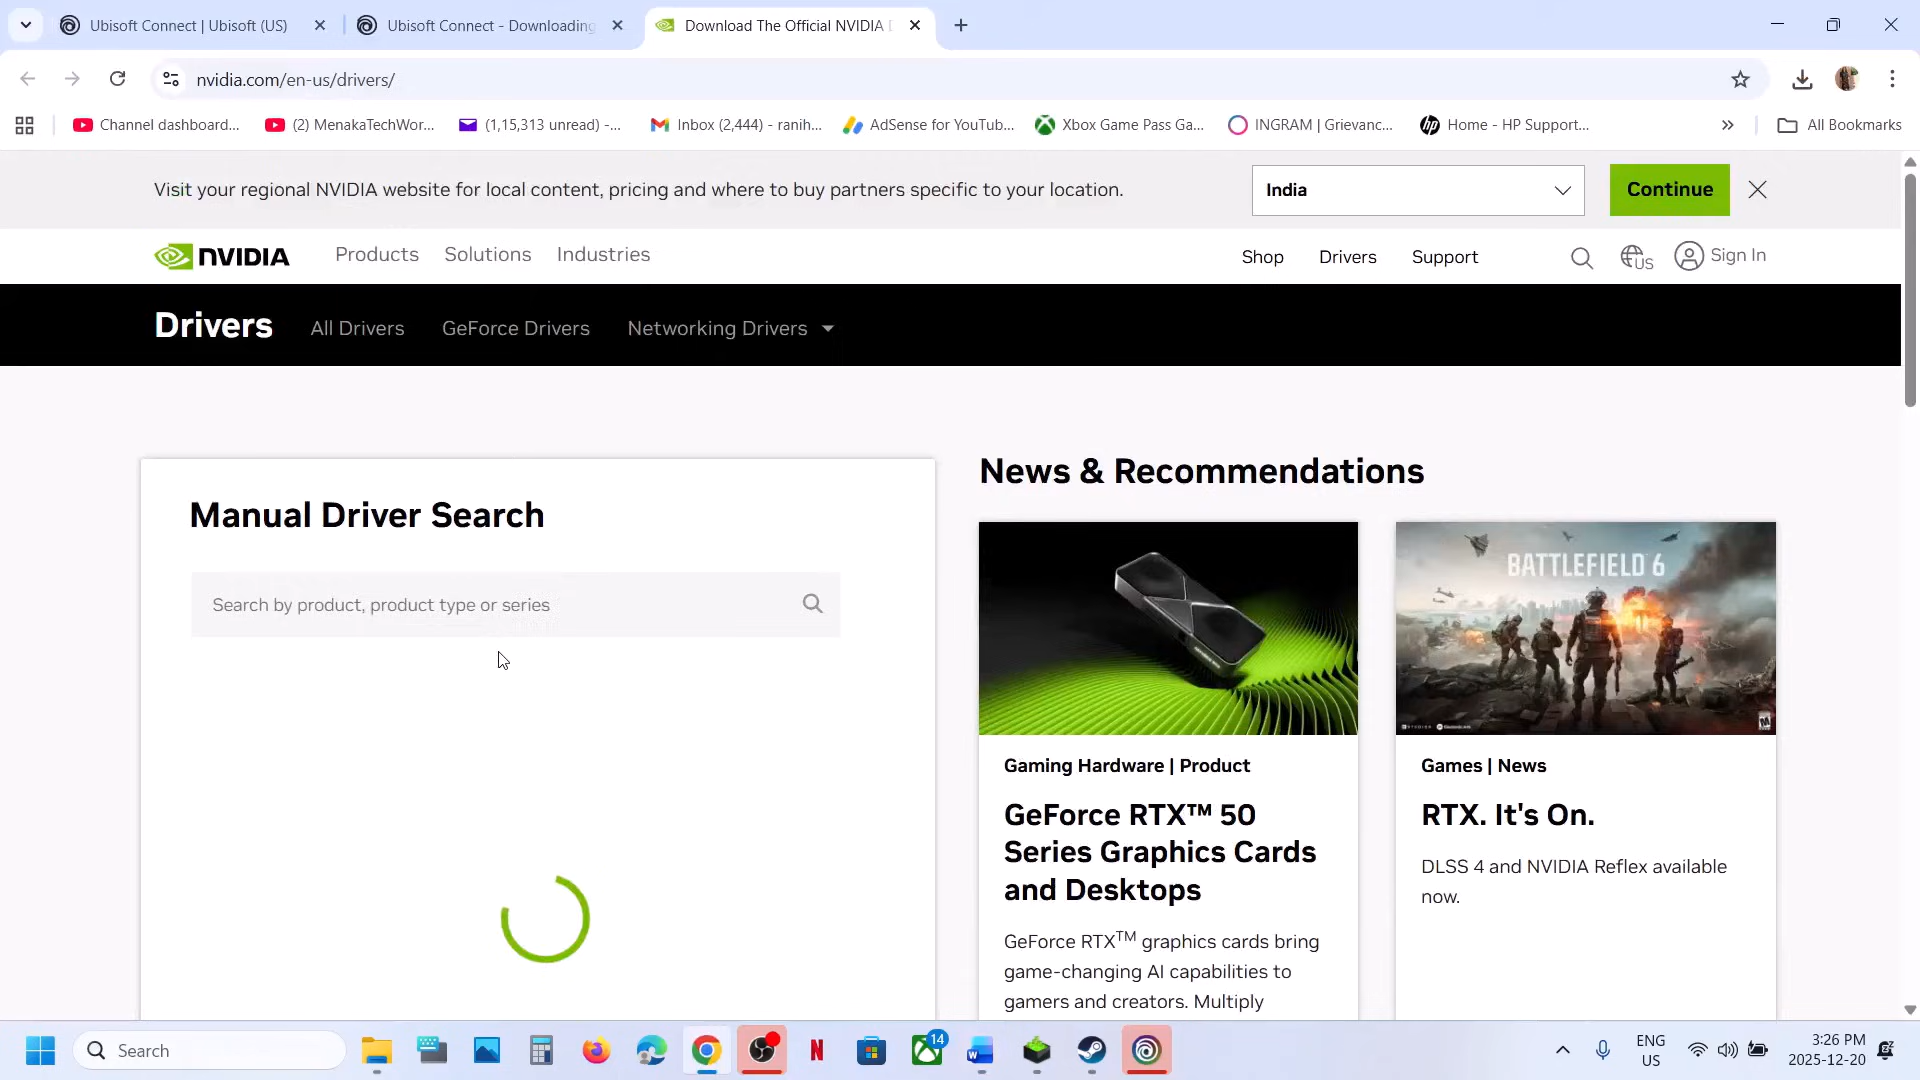 Ubisoft Connect | Ubisoft (US)
Ubisoft Connect - Downloading
Download The Official NVIDIA
nvidia.com/en-us/drivers/
Channel dashboard...
(2) MenakaTechWor...
(1,15,313 unread) -...
Inbox (2,444) - ranih...
AdSense for YouTub...
Xbox Game Pass Ga...
INGRAM | Grievanc...
Home - HP Support...
All Bookmarks
Visit your regional NVIDIA website for local content, pricing and where to buy partners specific to your location.
India
Continue
NVIDIA
Products
Solutions
Industries
Shop
Drivers
Support
US
Sign In
Drivers
All Drivers
GeForce Drivers
Networking Drivers
Manual Driver Search
Search by product, product type or series
News & Recommendations
BATTLEFIELD 6
Gaming Hardware | Product
GeForce RTX™ 50
Series Graphics Cards
and Desktops
GeForce RTX™ graphics cards bring
game-changing AI capabilities to
gamers and creators. Multiply
Games | News
RTX. It's On.
DLSS 4 and NVIDIA Reflex available
now.
Search
14
ENG
US
3:26 PM
2025-12-20